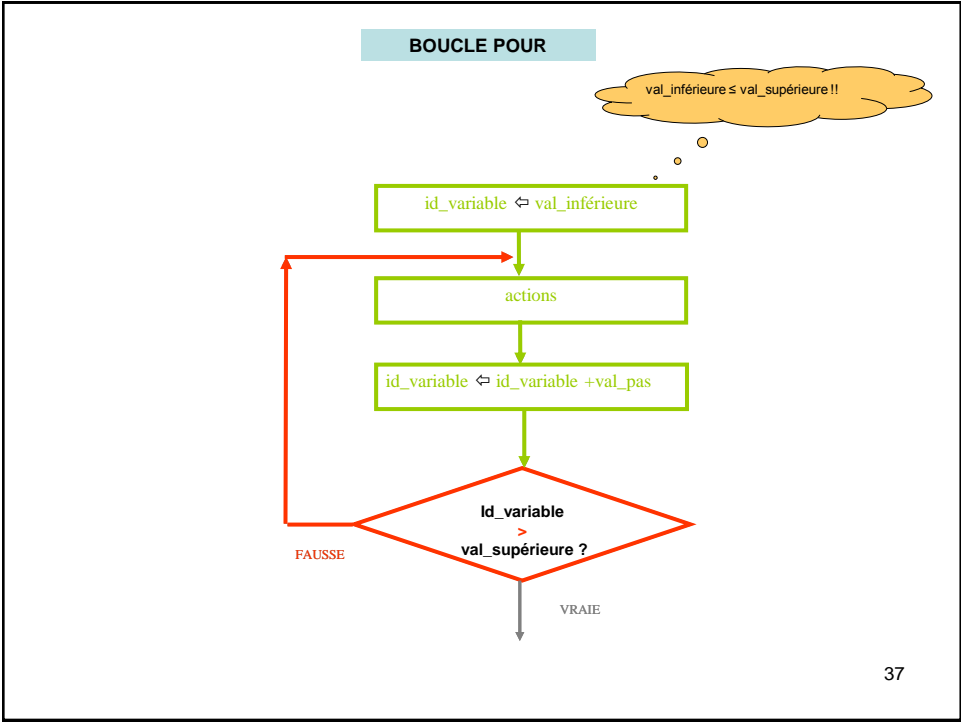 BOUCLE POUR
val_inférieure ≤ val_supérieure !!
id_variable ⇦ val_inférieure
actions
id_variable ⇦ id_variable +val_pas
Id_variable
>
val_supérieure ?
FAUSSE
VRAIE
37